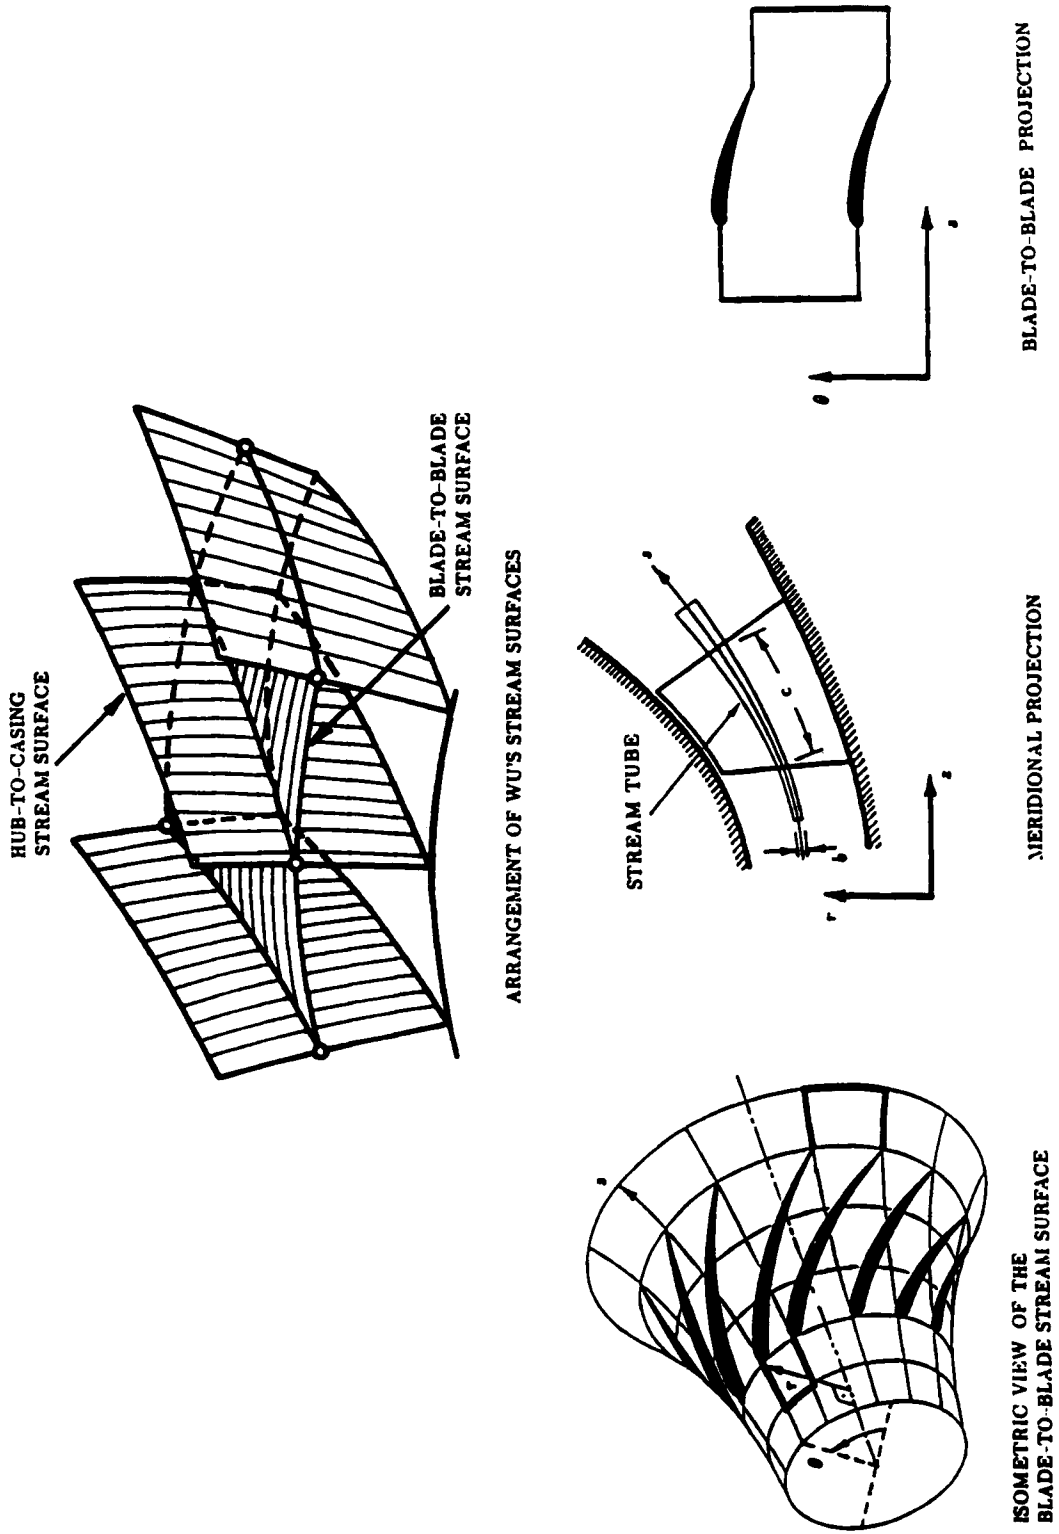 HUB-TO-CASING
STREAM SURFACE
BLADE-TO-BLADE
STREAM SURFACE
ARRANGEMENT OF WU'S STREAM SURFACES
s
r
θ
ISOMETRIC VIEW OF THE
BLADE-TO-BLADE STREAM SURFACE
STREAM TUBE
s
C
b
r
z
MERIDIONAL PROJECTION
θ
s
BLADE-TO-BLADE PROJECTION